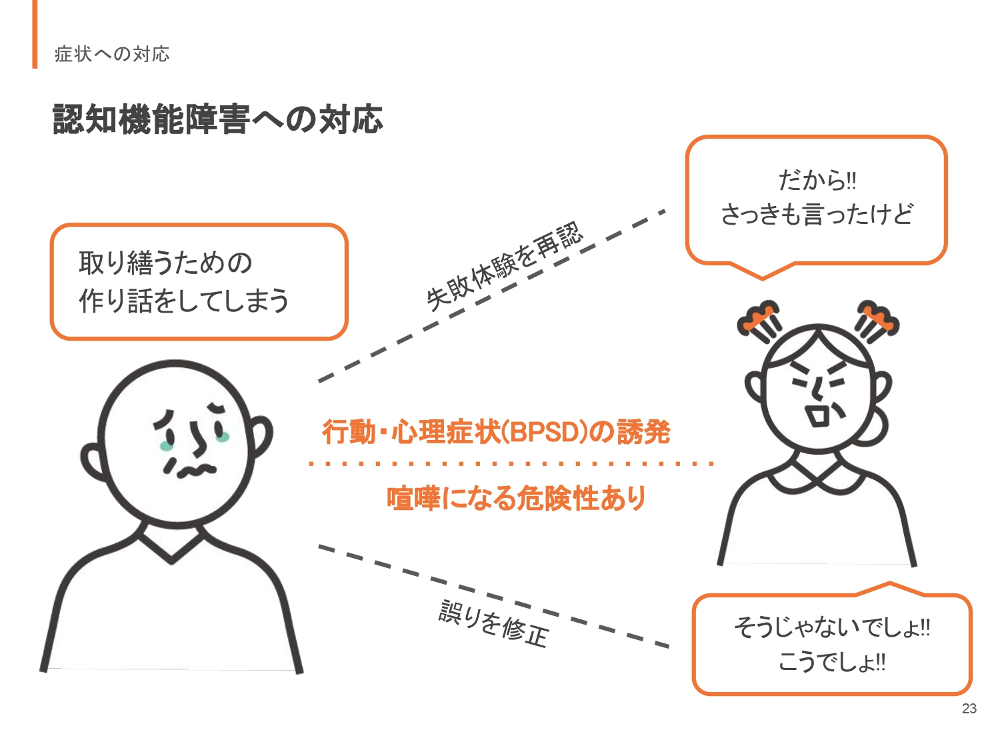 症状への対応
認知機能障害への対応
だから!!
さっきも言ったけど
取り繕うための
作り話をしてしまう
失敗体験を再認
行動・心理症状(BPSD)の誘発
喧嘩になる危険性あり
誤りを修正
そうじゃないでしょ!!
こうでしょ!!
23